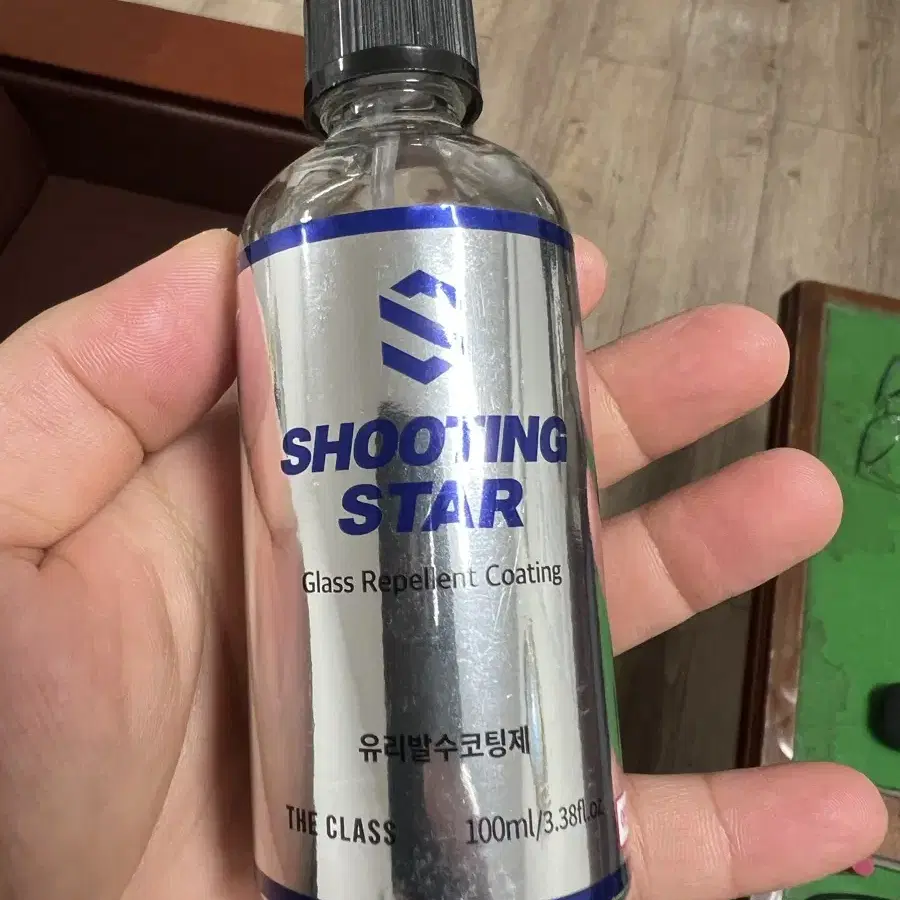 SHOOTING
STAR
Glass Repellent Coating
유리발수코팅제
THE CLASS 100ml/3.38fl.oz